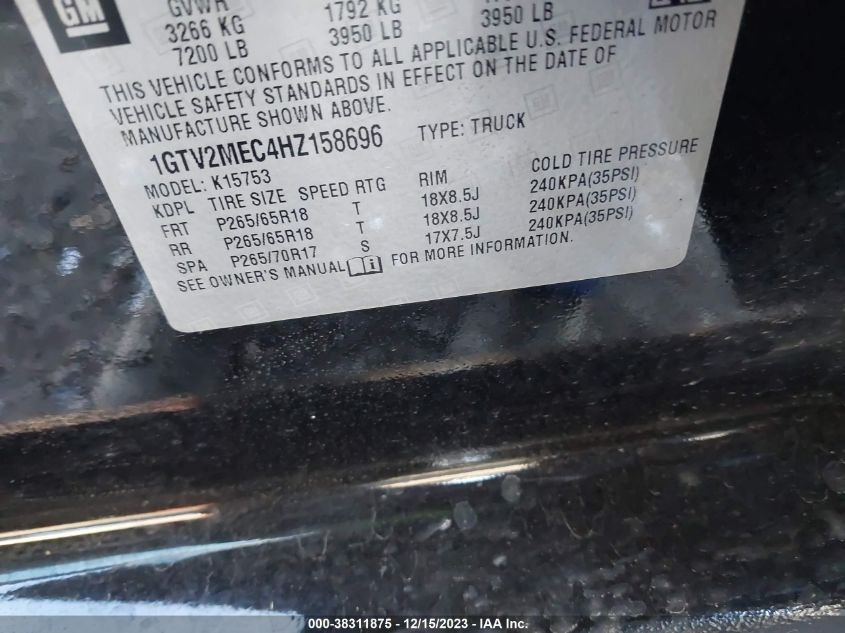 GM
GVWR
3266 KG 1792 KG
7200 LB 3950 LB 3950 LB
THIS VEHICLE CONFORMS TO ALL APPLICABLE U.S. FEDERAL MOTOR
VEHICLE SAFETY STANDARDS IN EFFECT ON THE DATE OF
MANUFACTURE SHOWN ABOVE.
1GTV2MEC4HZ158696 TYPE: TRUCK
MODEL: K15753
KDPL TIRE SIZE SPEED RTG RIM COLD TIRE PRESSURE
FRT P265/65R18 T 18X8.5J 240KPA(35PSI)
RR P265/65R18 T 18X8.5J 240KPA(35PSI)
SPA P265/70R17 S 17X7.5J 240KPA(35PSI)
SEE OWNER'S MANUAL FOR MORE INFORMATION.
000-38311875 - 12/15/2023 - IAA Inc.